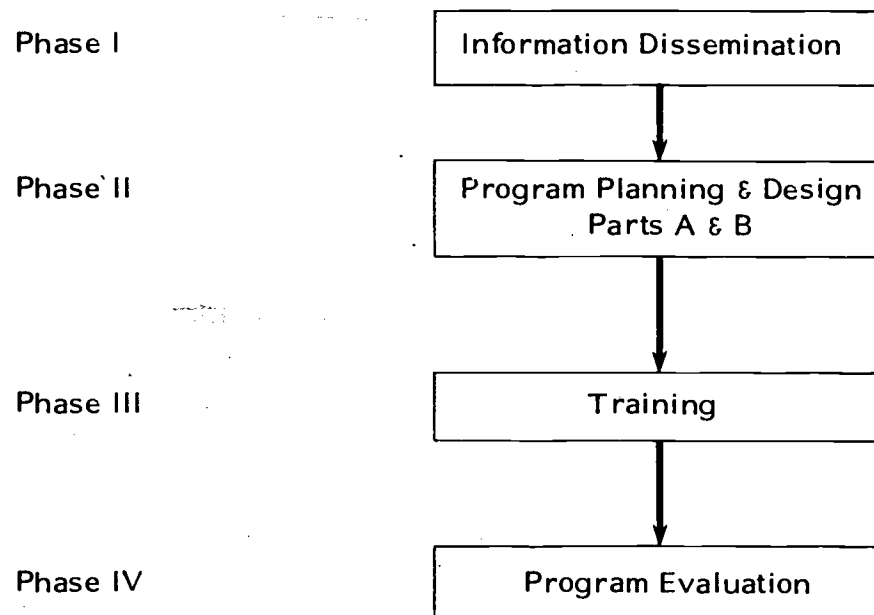 Phase I
Information Dissemination
Phase II
Program Planning & Design
Parts A & B
Phase III
Training
Phase IV
Program Evaluation